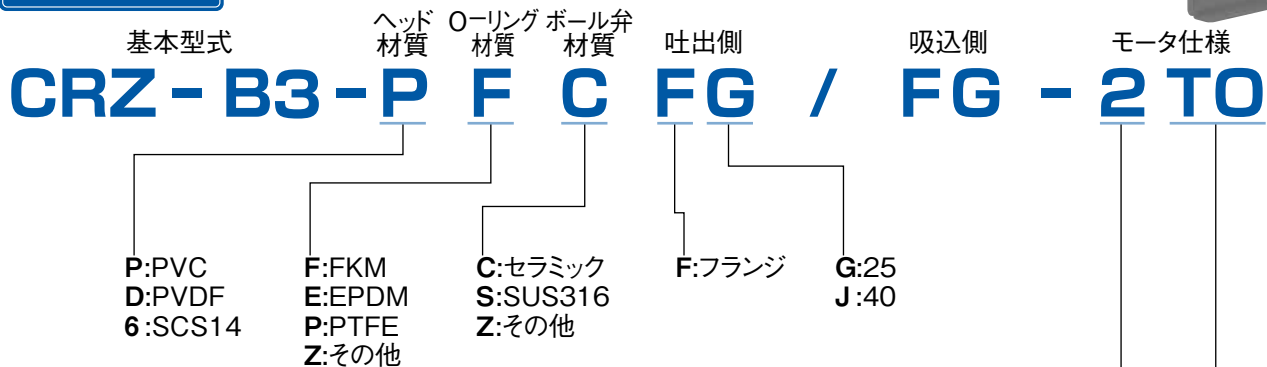 基本型式
ヘッド材質
Oーリング材質
ボール弁材質
吐出側
吸込側
モータ仕様
CRZ-B3-PFCFG / FG-2TO
P:PVC
D:PVDF
6:SCS14
F:FKM
E:EPDM
P:PTFE
Z:その他
C:セラミック
S:SUS316
Z:その他
F:フランジ
G:25
J:40